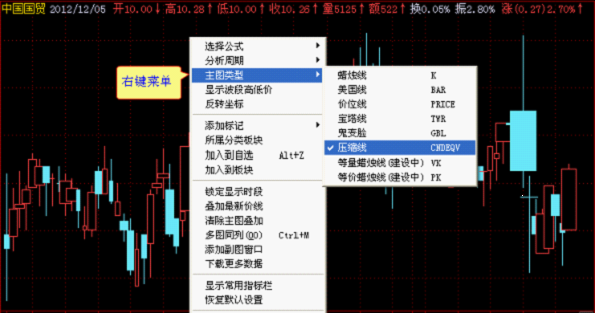 中国国贸 2012/12/05 开10.00↓ 高10.28↑ 低10.00↑ 收10.26↑ 量5125↑ 额522↑ 换0.05% 振2.80% 涨(0.27)2.70%↑
右键菜单
选择公式
分析周期
主图类型
显示波段高低价
反转坐标
添加标记
所属分类板块
加入到自选 Alt+Z
加入到板块
锁定显示时段
叠加最新价线
清除主图叠加
多图同列(QQ) Ctrl+M
添加副图窗口
下载更多数据
显示常用指标栏
恢复默认设置
蜡烛线 K
美国线 BAR
价位线 PRICE
宝塔线 TWR
鬼变脸 GBL
压缩线 CNDEQV
等量蜡烛线(建设中) VK
等价蜡烛线(建设中) PK